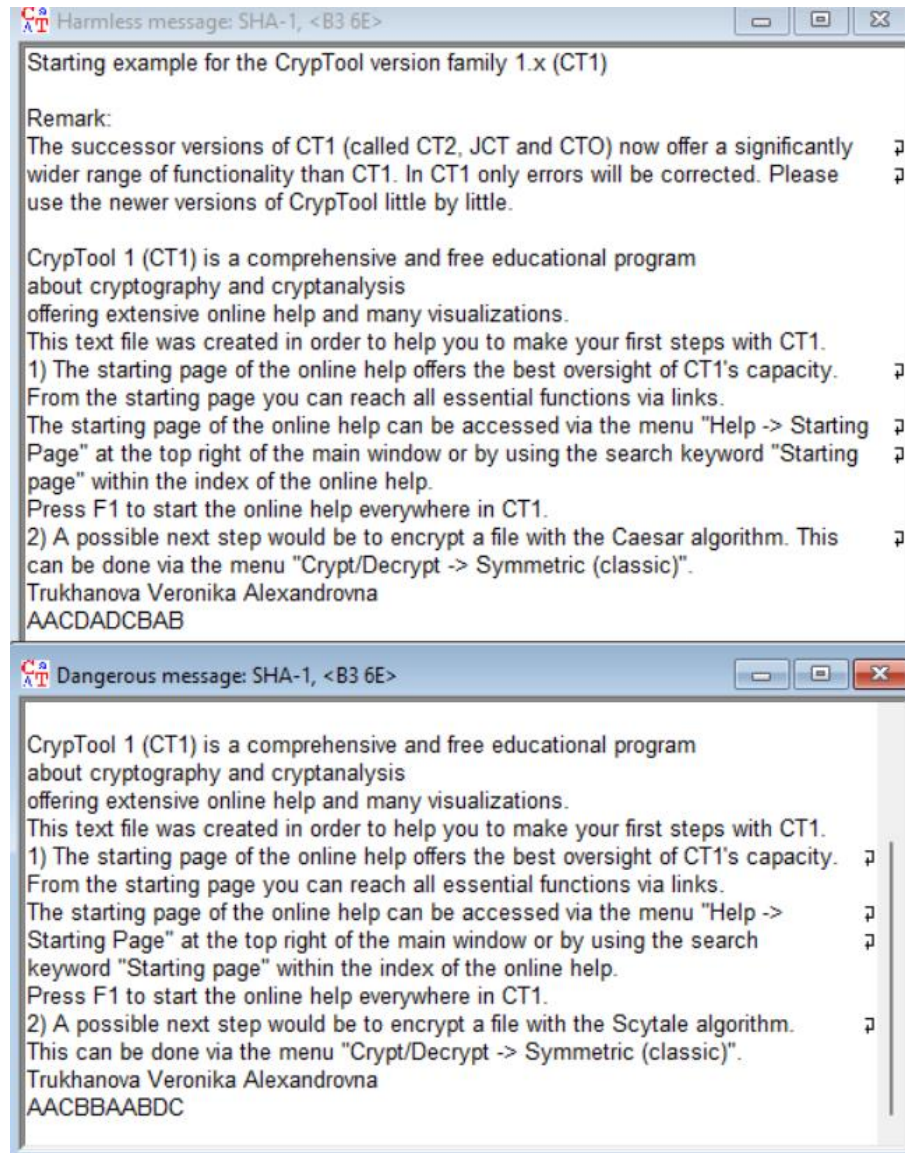 Harmless message: SHA-1, <B3 6E>
Starting example for the CrypTool version family 1.x (CT1)
Remark:
The successor versions of CT1 (called CT2, JCT and CTO) now offer a significantly
wider range of functionality than CT1. In CT1 only errors will be corrected. Please
use the newer versions of CrypTool little by little.
CrypTool 1 (CT1) is a comprehensive and free educational program
about cryptography and cryptanalysis
offering extensive online help and many visualizations.
This text file was created in order to help you to make your first steps with CT1.
1) The starting page of the online help offers the best oversight of CT1's capacity.
From the starting page you can reach all essential functions via links.
The starting page of the online help can be accessed via the menu "Help -> Starting
Page" at the top right of the main window or by using the search keyword "Starting
page" within the index of the online help.
Press F1 to start the online help everywhere in CT1.
2) A possible next step would be to encrypt a file with the Caesar algorithm. This
can be done via the menu "Crypt/Decrypt -> Symmetric (classic)".
Trukhanova Veronika Alexandrovna
AACDADCBAB
Dangerous message: SHA-1, <B3 6E>
CrypTool 1 (CT1) is a comprehensive and free educational program
about cryptography and cryptanalysis
offering extensive online help and many visualizations.
This text file was created in order to help you to make your first steps with CT1.
1) The starting page of the online help offers the best oversight of CT1's capacity.
From the starting page you can reach all essential functions via links.
The starting page of the online help can be accessed via the menu "Help ->
Starting Page" at the top right of the main window or by using the search
keyword "Starting page" within the index of the online help.
Press F1 to start the online help everywhere in CT1.
2) A possible next step would be to encrypt a file with the Scytale algorithm.
This can be done via the menu "Crypt/Decrypt -> Symmetric (classic)".
Trukhanova Veronika Alexandrovna
AACBBAABDC